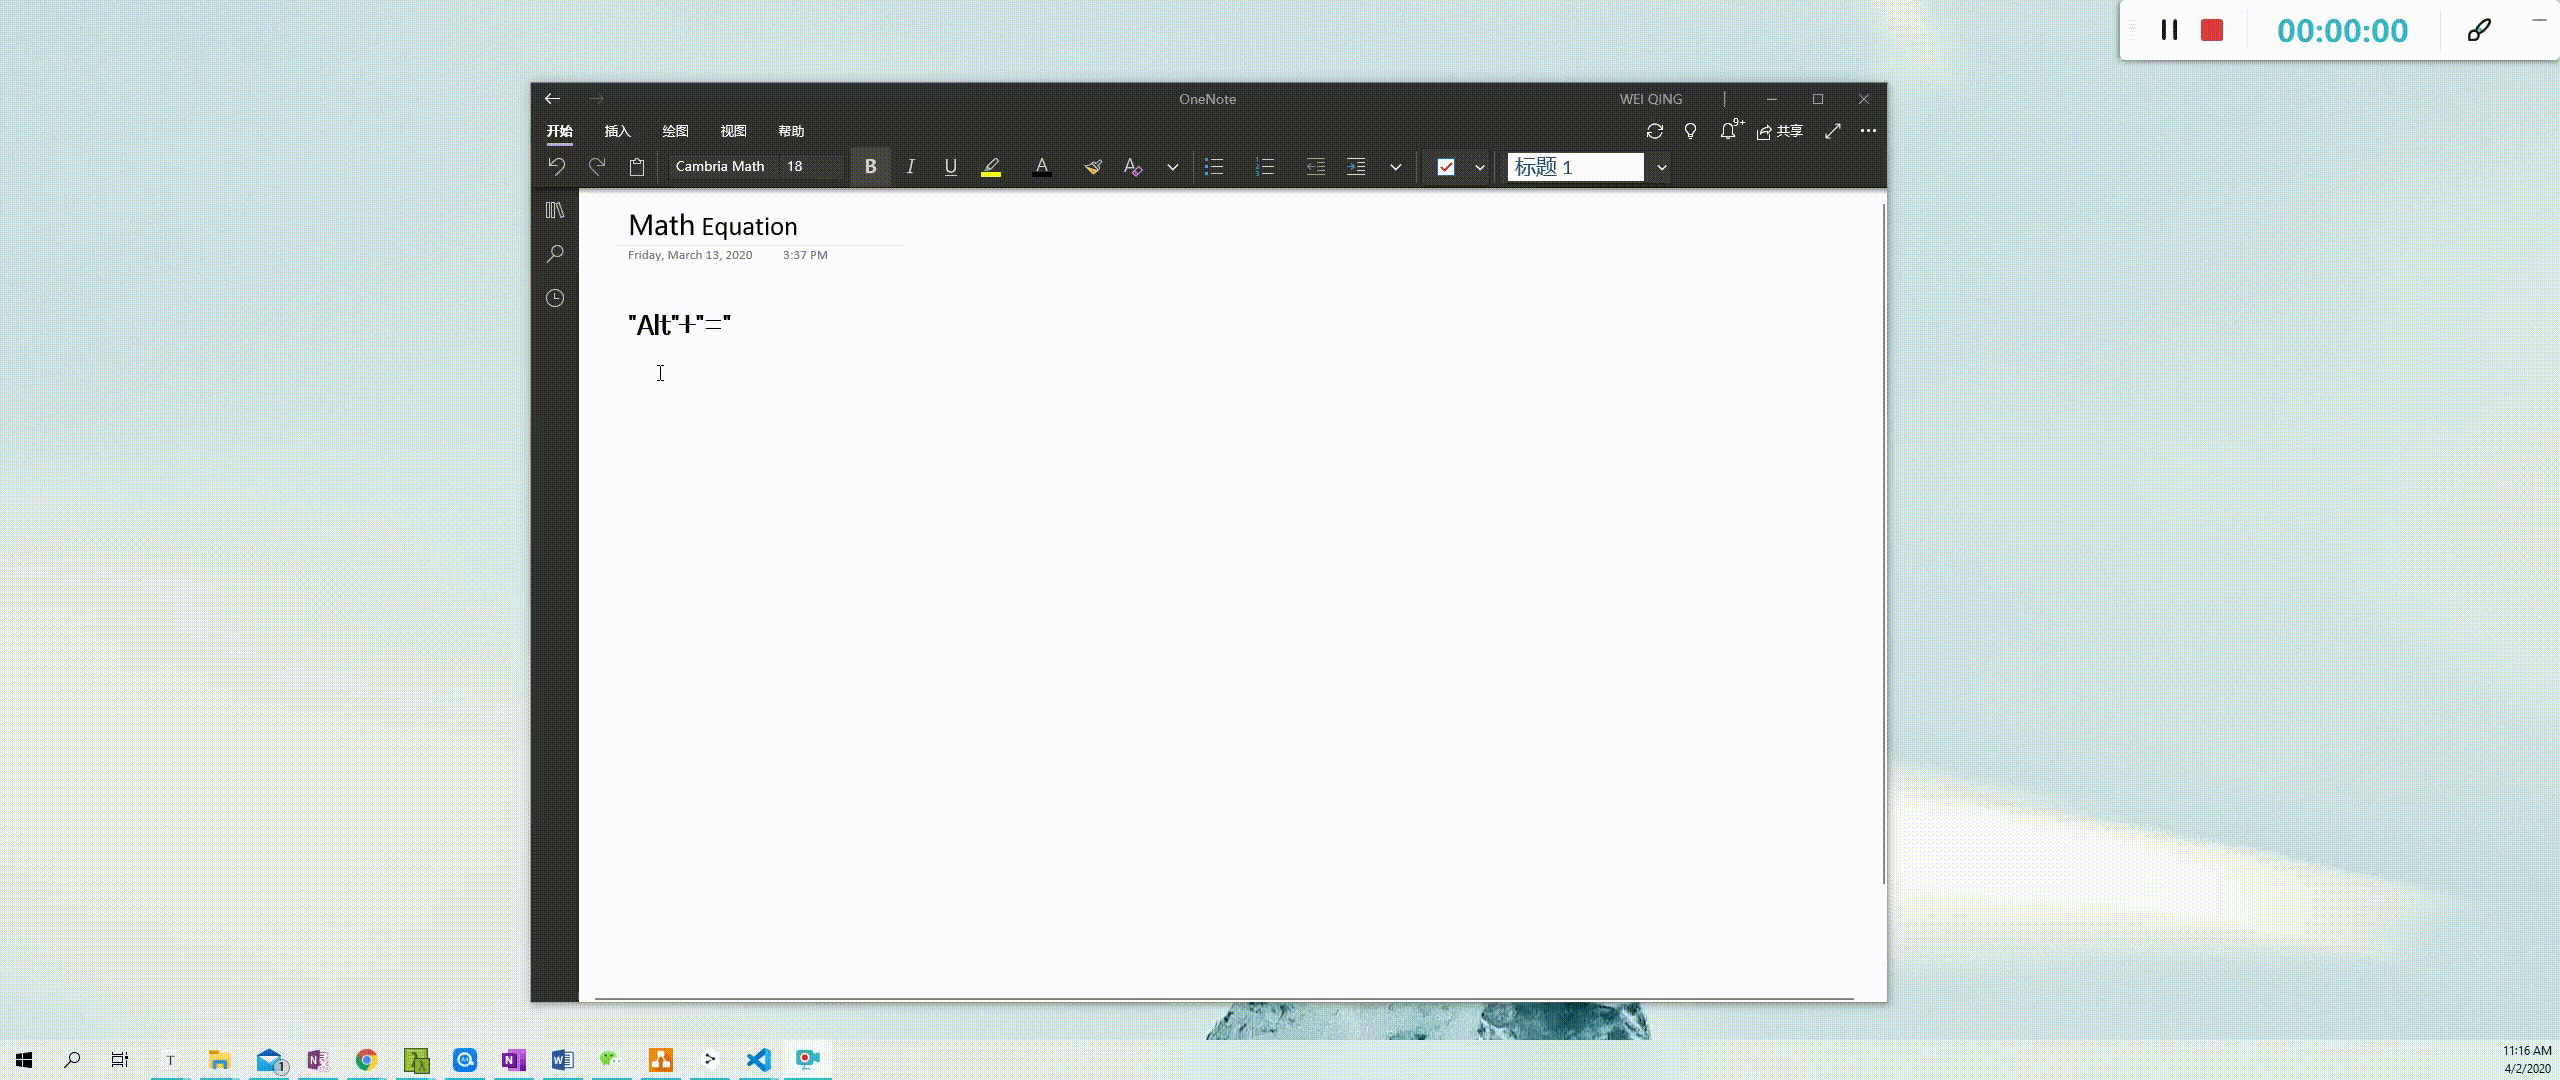 00:00:00
OneNote
WEI QING
开始 插入 绘图 视图 帮助
9+
共享
Cambria Math 18
B I U A A
标题 1
Math Equation
Friday, March 13, 2020 3:37 PM
"Alt"+"="
1
11:16 AM
4/2/2020